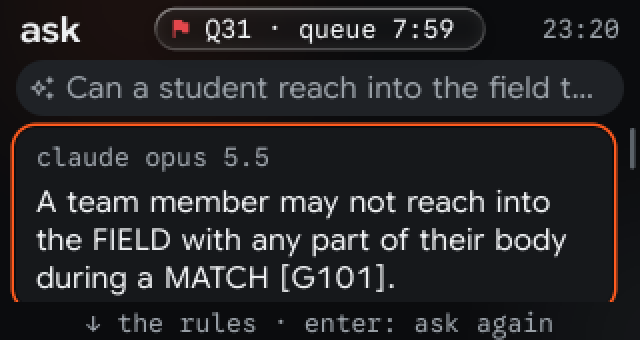 ask
Q31 · queue 7:59
23:20
Can a student reach into the field t...
claude opus 5.5
A team member may not reach into
the FIELD with any part of their body
during a MATCH [G101].
↓ the rules · enter: ask again